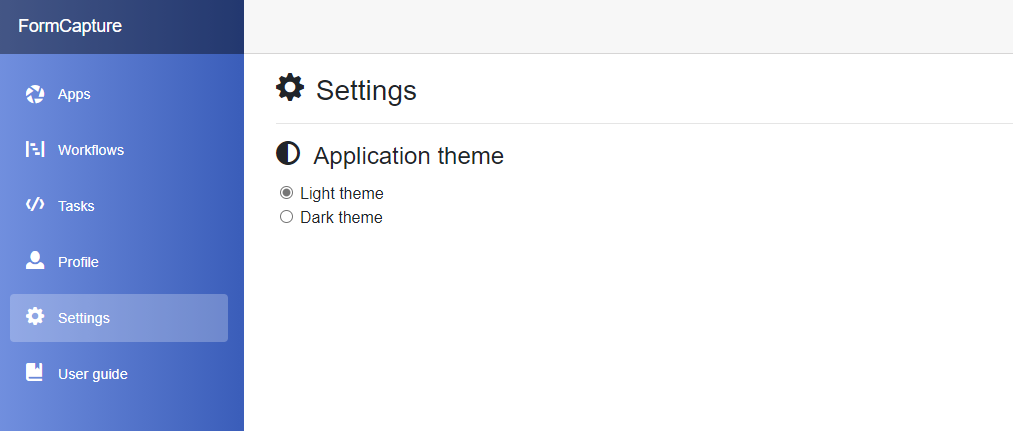 FormCapture
Apps
Workflows
Tasks
Profile
Settings
User guide
Settings
Application theme
Light theme
Dark theme